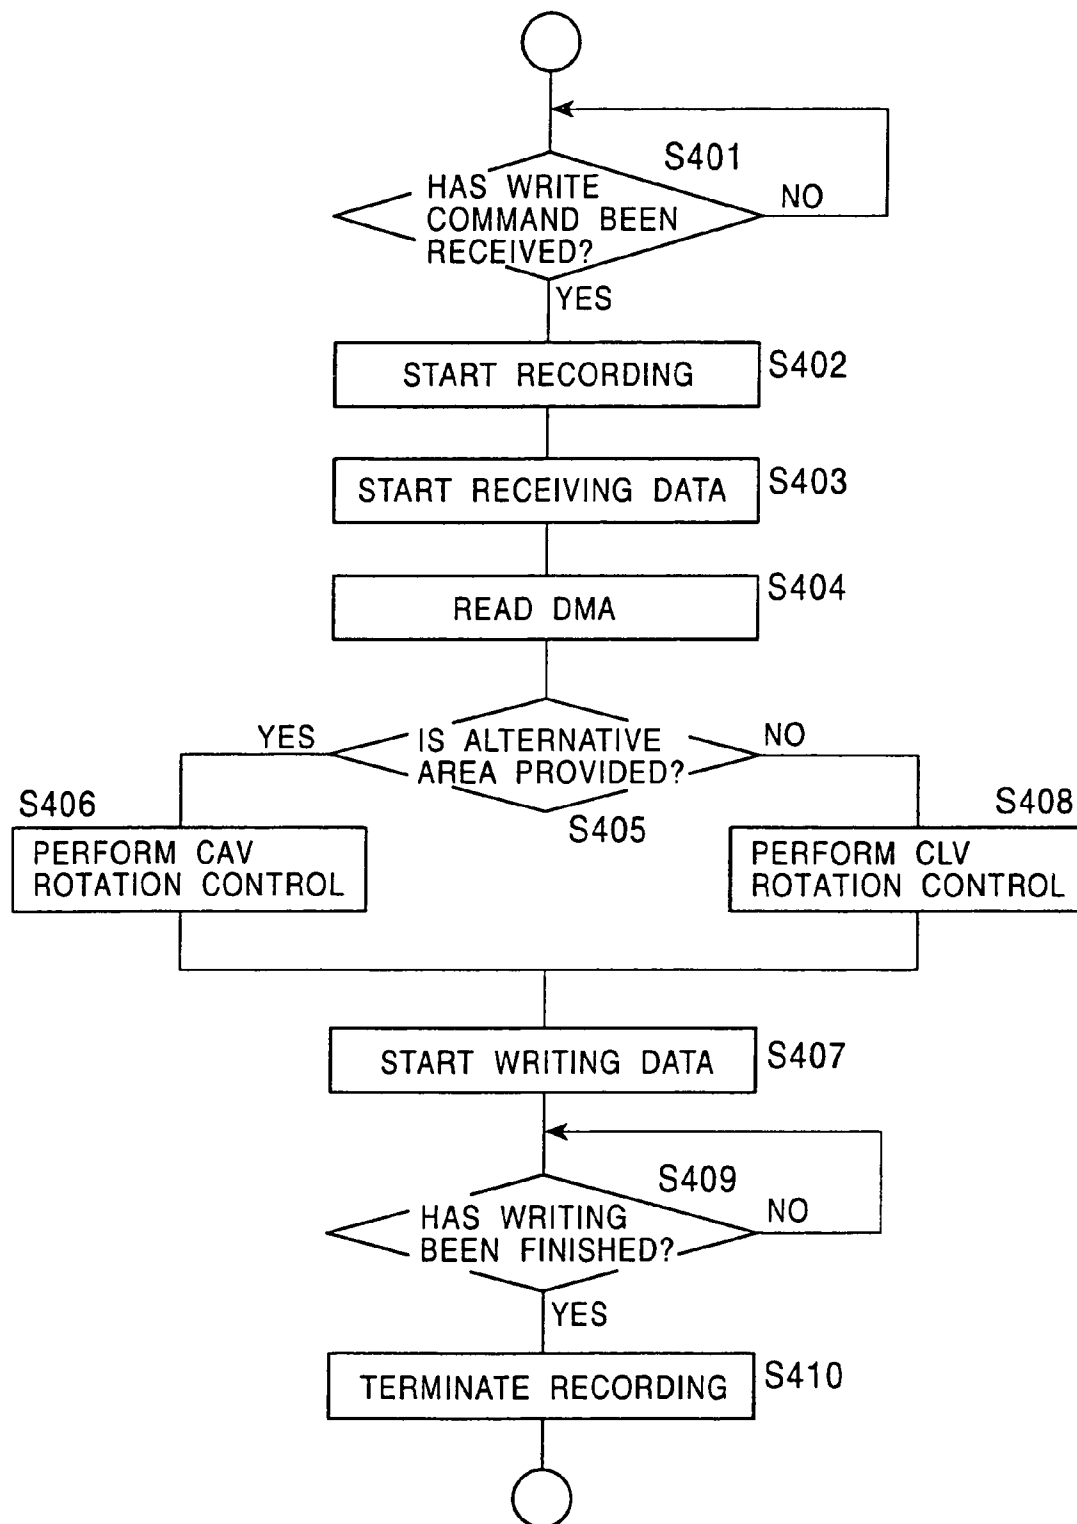 S401
HAS WRITE
COMMAND BEEN
RECEIVED?
NO
YES
START RECORDING
S402
START RECEIVING DATA
S403
READ DMA
S404
YES
IS ALTERNATIVE
AREA PROVIDED?
NO
S405
S406
PERFORM CAV
ROTATION CONTROL
S408
PERFORM CLV
ROTATION CONTROL
START WRITING DATA
S407
S409
HAS WRITING
BEEN FINISHED?
NO
YES
TERMINATE RECORDING
S410